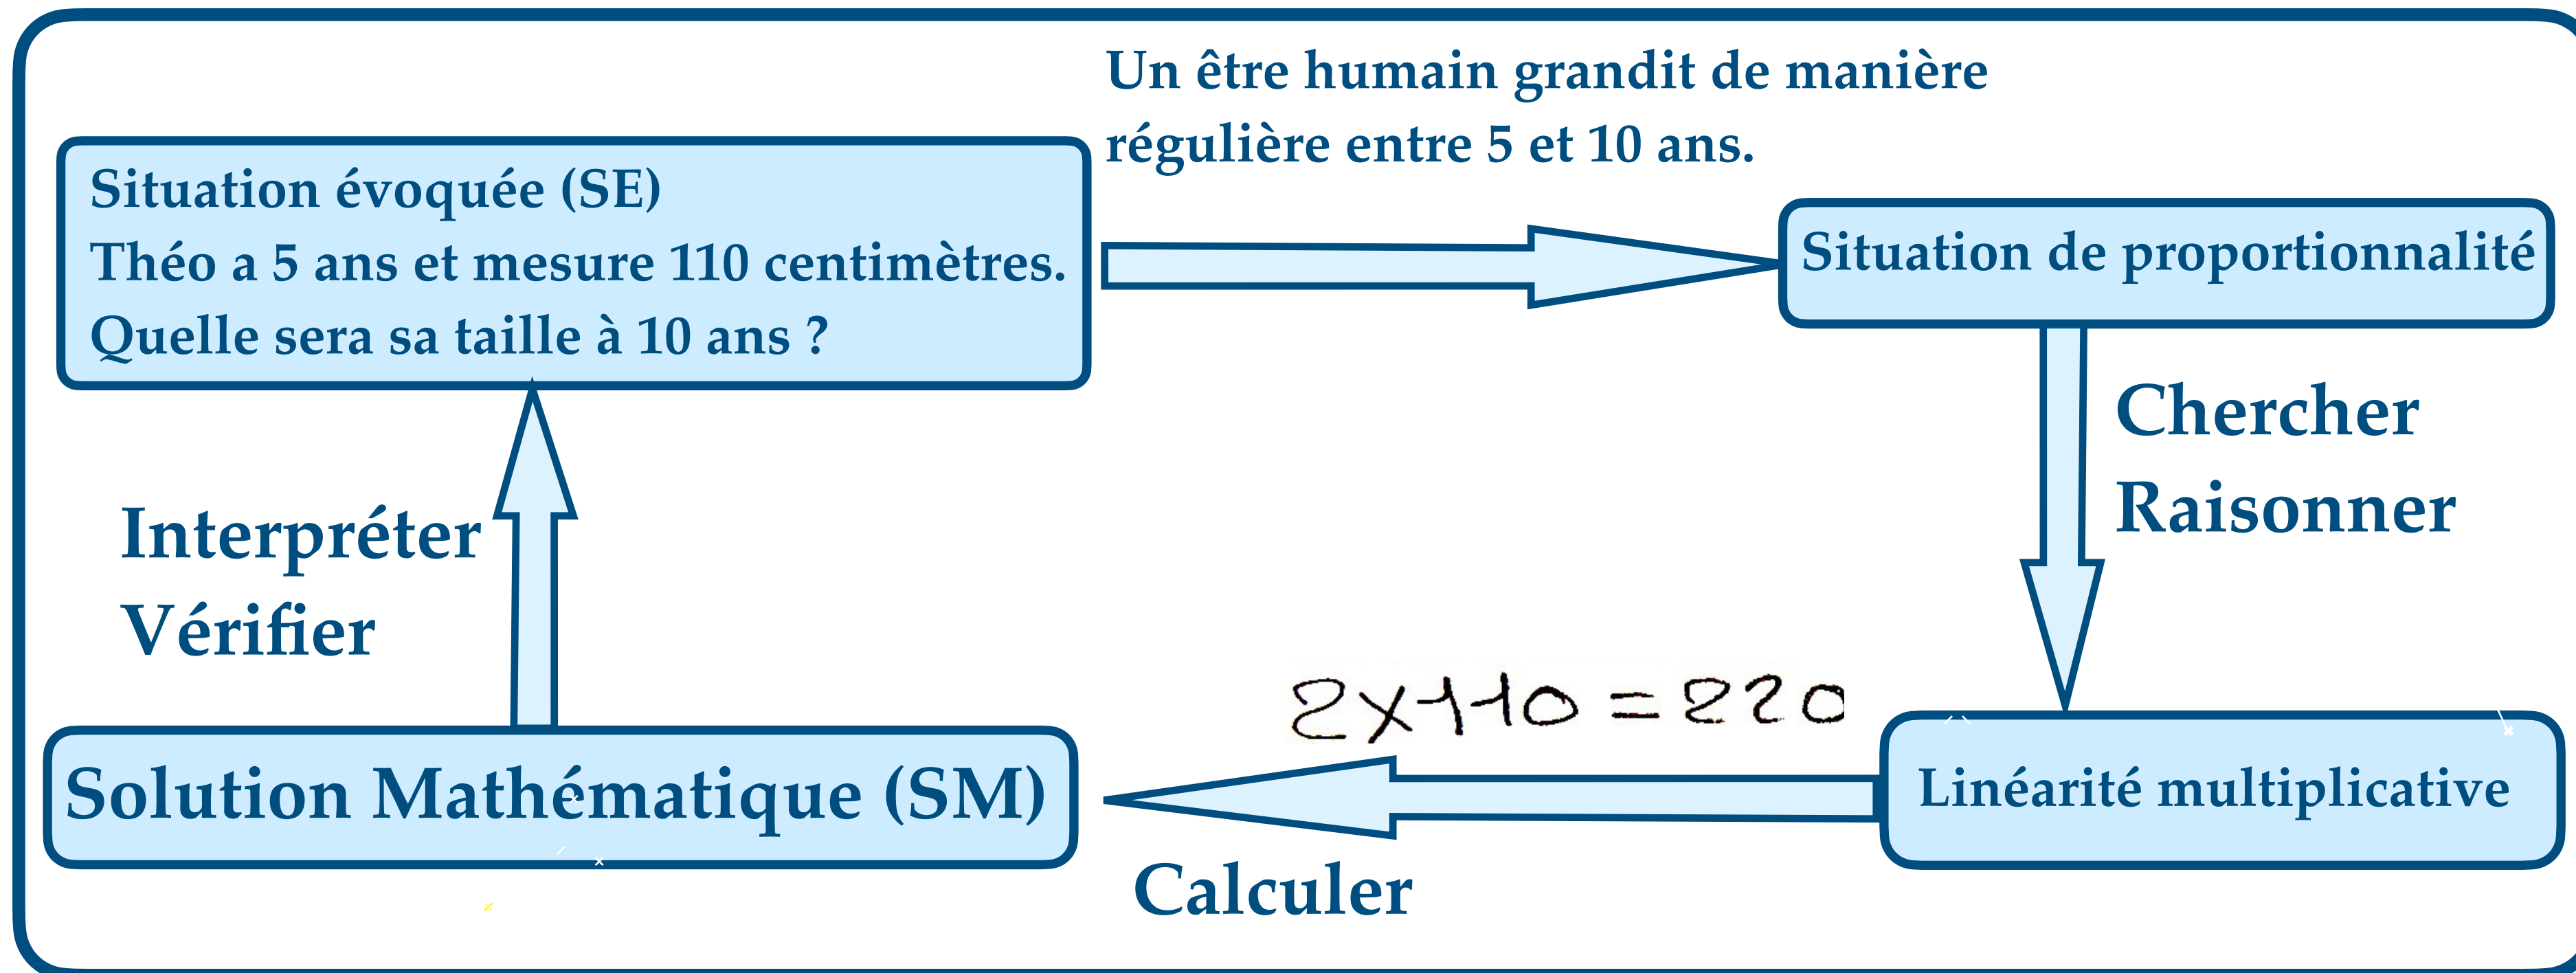 Un être humain grandit de manière
régulière entre 5 et 10 ans.
Situation évoquée (SE)
Théo a 5 ans et mesure 110 centimètres.
Quelle sera sa taille à 10 ans ?
Situation de proportionnalité
Chercher
Raisonner
Interpréter
Vérifier
2x110 = 220
Solution Mathématique (SM)
Linéarité multiplicative
Calculer